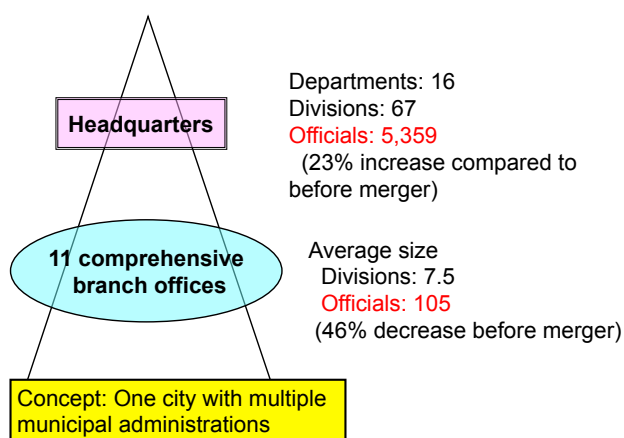 Headquarters
Departments: 16
Divisions: 67
Officials: 5,359
(23% increase compared to
before merger)
11 comprehensive
branch offices
Average size
Divisions: 7.5
Officials: 105
(46% decrease before merger)
Concept: One city with multiple
municipal administrations